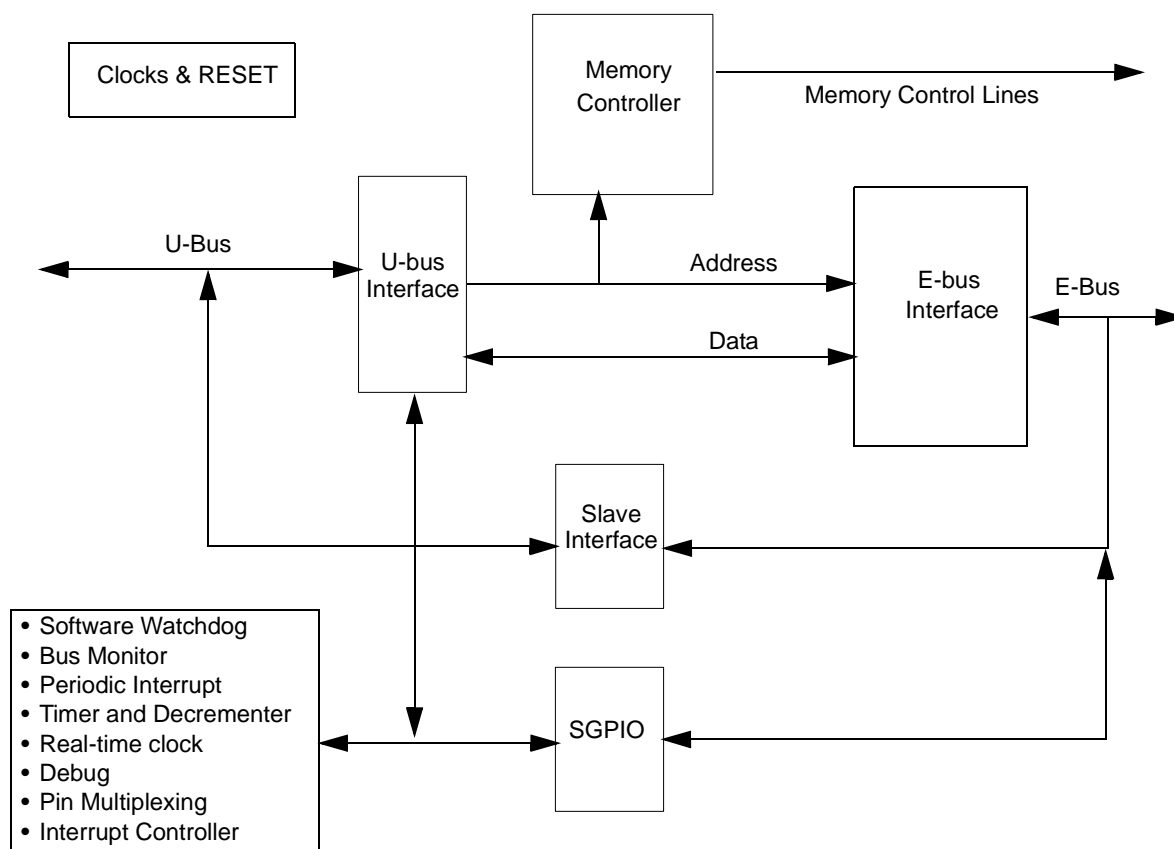 Clocks & RESET
Memory
Controller
Memory Control Lines
U-Bus
U-bus
Interface
Address
Data
E-bus
Interface
E-Bus
Slave
Interface
• Software Watchdog
• Bus Monitor
• Periodic Interrupt
• Timer and Decrementer
• Real-time clock
• Debug
• Pin Multiplexing
• Interrupt Controller
SGPIO